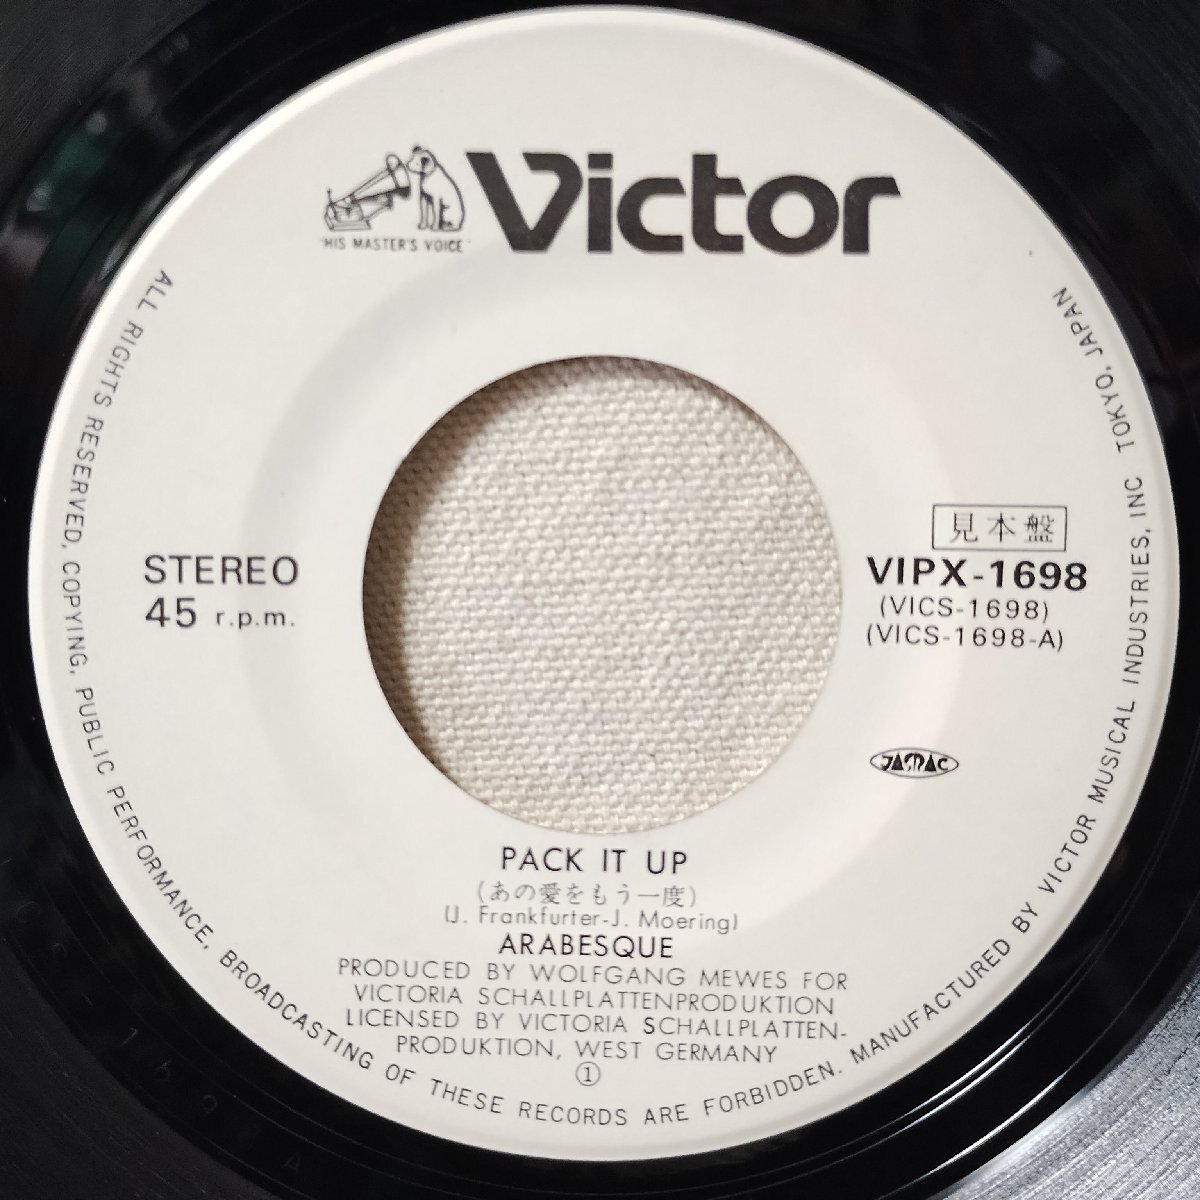 Victor
"HIS MASTER'S VOICE"
STEREO
45 r.p.m.
見本盤
VIPX-1698
(VICS-1698)
(VICS-1698-A)
JASRAC
PACK IT UP
(あの愛をもう一度)
(J. Frankfurter-J. Moering)
ARABESQUE
PRODUCED BY WOLFGANG MEWES FOR
VICTORIA SCHALLPLATTENPRODUKTION
LICENSED BY VICTORIA SCHALLPLATTEN-
PRODUKTION, WEST GERMANY
①
ALL RIGHTS RESERVED, COPYING, PUBLIC PERFORMANCE, BROADCASTING OF THESE RECORDS ARE FORBIDDEN. MANUFACTURED BY VICTOR MUSICAL INDUSTRIES, INC TOKYO, JAPAN